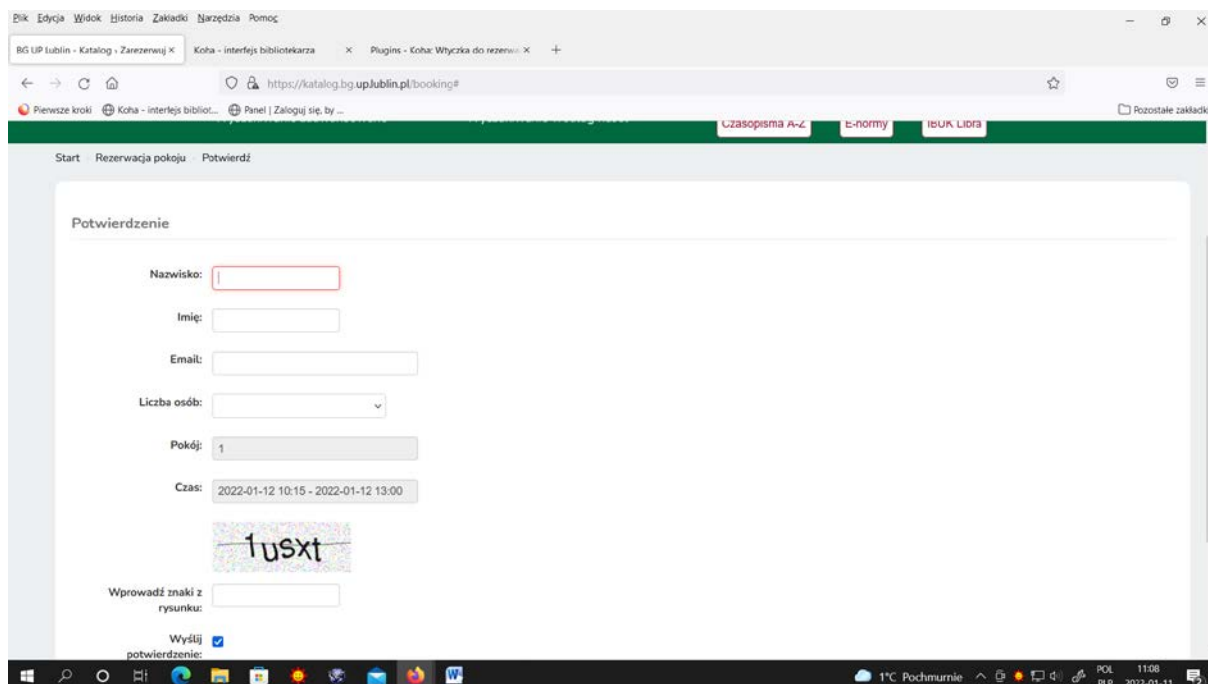 Plik Edycja Widok Historia Zakładki Narzędzia Pomoc
BG UP Lublin - Katalog › Zarezerwuj × Koha - interfejs bibliotekarza × Plugins - Koha: Wtyczka do rezerw × +
https://katalog.bg.up.lublin.pl/booking#
Pierwsze kroki Koha - interfejs bibliot... Panel | Zaloguj się, by ... Pozostałe zakładki
Czasopisma A-Z E-normy IBUK Libra
Start Rezerwacja pokoju Potwierdź
Potwierdzenie
Nazwisko:
Imię:
Email:
Liczba osób:
Pokój: 1
Czas: 2022-01-12 10:15 - 2022-01-12 13:00
1usxt
Wprowadź znaki z
rysunku:
Wyślij
potwierdzenie:
1°C Pochmurnie POL 11:08
PLP 2022-01-11